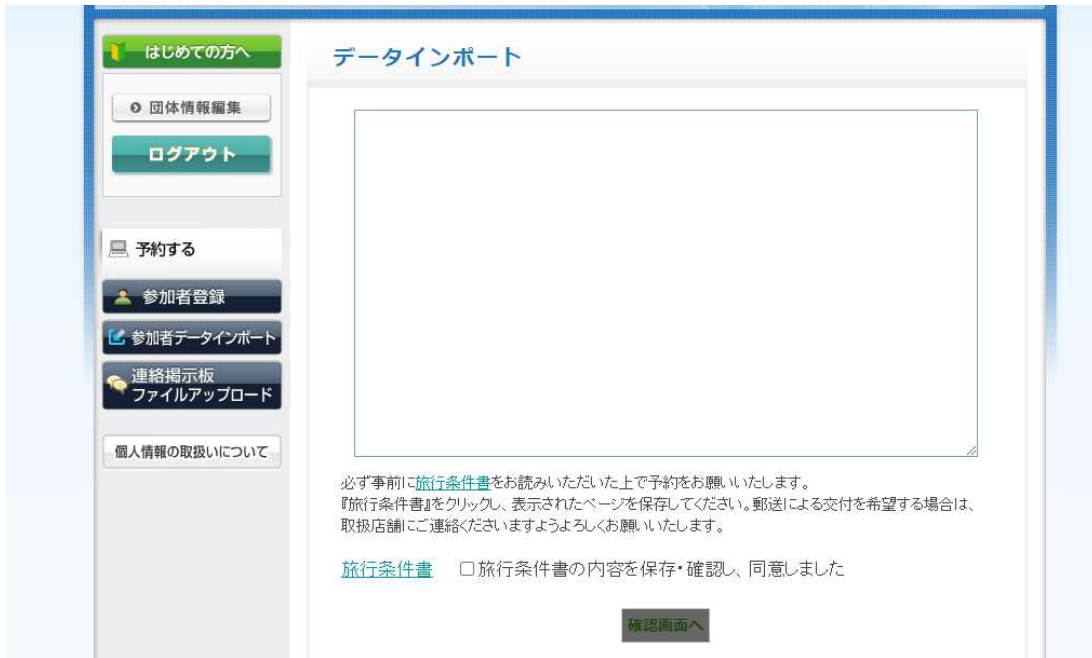 はじめての方へ
団体情報編集
ログアウト
予約する
参加者登録
参加者データインポート
連絡掲示板
ファイルアップロード
個人情報の取扱いについて
データインポート
必ず事前に旅行条件書をお読みいただいた上で予約をお願いいたします。
『旅行条件書』をクリックし、表示されたページを保存してください。郵送による交付を希望する場合は、
取扱店舗にご連絡くださいますようよろしくお願いいたします。
旅行条件書 □旅行条件書の内容を保存・確認し、同意しました
確認画面へ